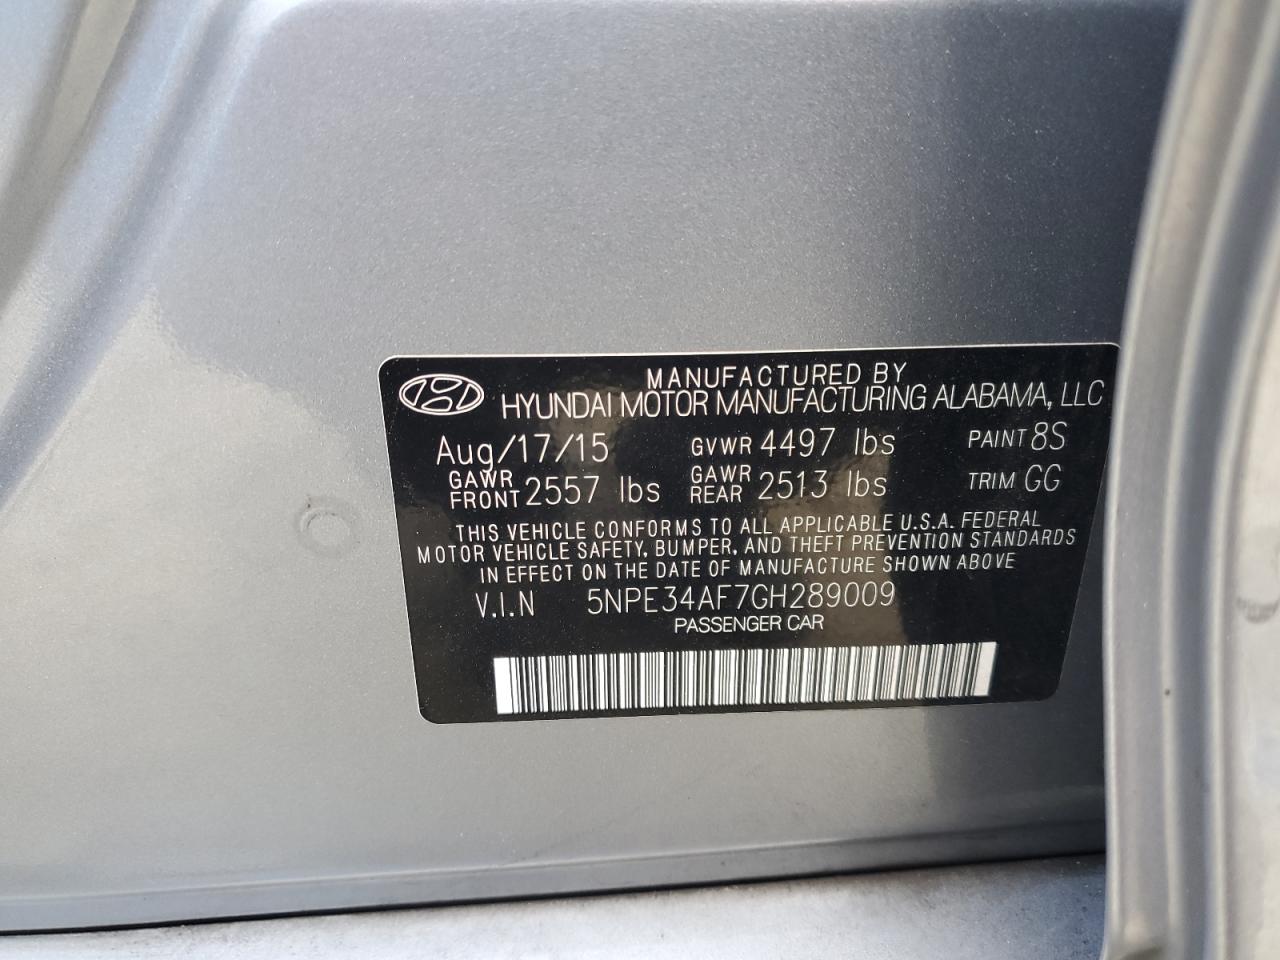 MANUFACTURED BY
HYUNDAI MOTOR MANUFACTURING ALABAMA, LLC
Aug/17/15 GVWR 4497 lbs PAINT 8S
GAWR FRONT 2557 lbs GAWR REAR 2513 lbs TRIM GG
THIS VEHICLE CONFORMS TO ALL APPLICABLE U.S.A. FEDERAL
MOTOR VEHICLE SAFETY, BUMPER, AND THEFT PREVENTION STANDARDS
IN EFFECT ON THE DATE OF MANUFACTURE SHOWN ABOVE
V.I.N 5NPE34AF7GH289009
PASSENGER CAR